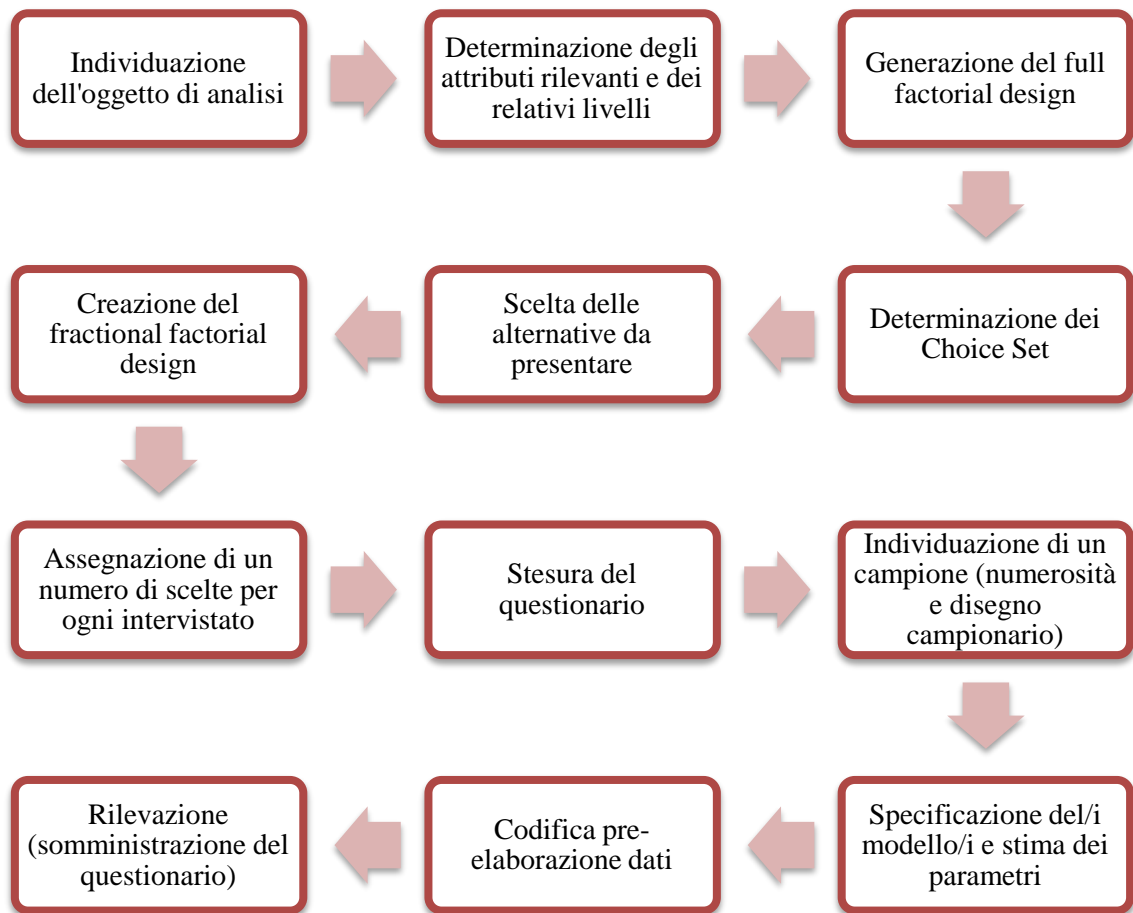 Individuazione
dell'oggetto di analisi
Determinazione degli
attributi rilevanti e dei
relativi livelli
Generazione del full
factorial design
Determinazione dei
Choice Set
Scelta delle
alternative da
presentare
Creazione del
fractional factorial
design
Assegnazione di un
numero di scelte per
ogni intervistato
Stesura del
questionario
Individuazione di un
campione (numerosità
e disegno
campionario)
Specificazione del/i
modello/i e stima dei
parametri
Codifica pre-
elaborazione dati
Rilevazione
(somministrazione del
questionario)